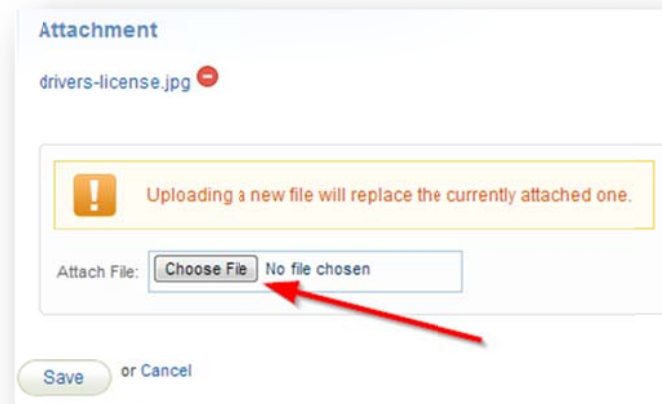 Attachment
drivers-license.jpg
!
Uploading a new file will replace the currently attached one.
Attach File: Choose File No file chosen
Save or Cancel